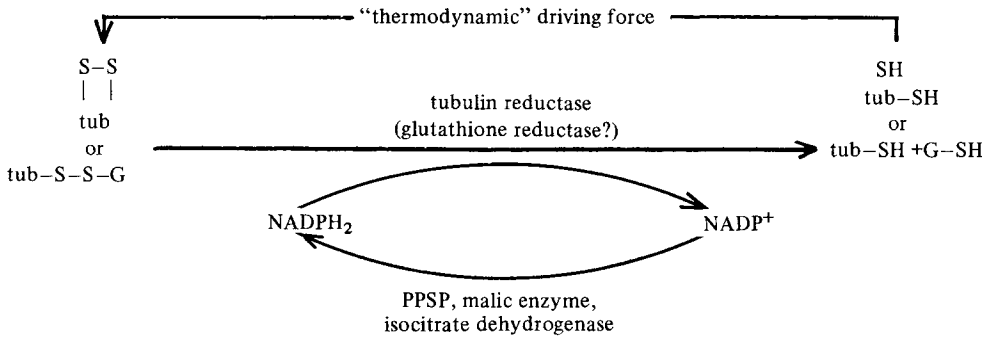 “thermodynamic” driving force
S–S
| |
tub
or
tub–S–S–G
tubulin reductase
(glutathione reductase?)
SH
tub–SH
or
tub–SH +G–SH
NADPH₂
NADP⁺
PPSP, malic enzyme,
isocitrate dehydrogenase